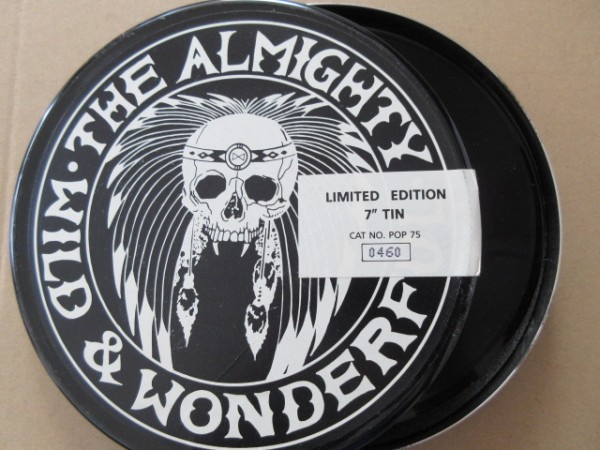 THE ALMIGHTY
WILD & WONDERF
LIMITED EDITION
7" TIN
CAT NO. POP 75
0460